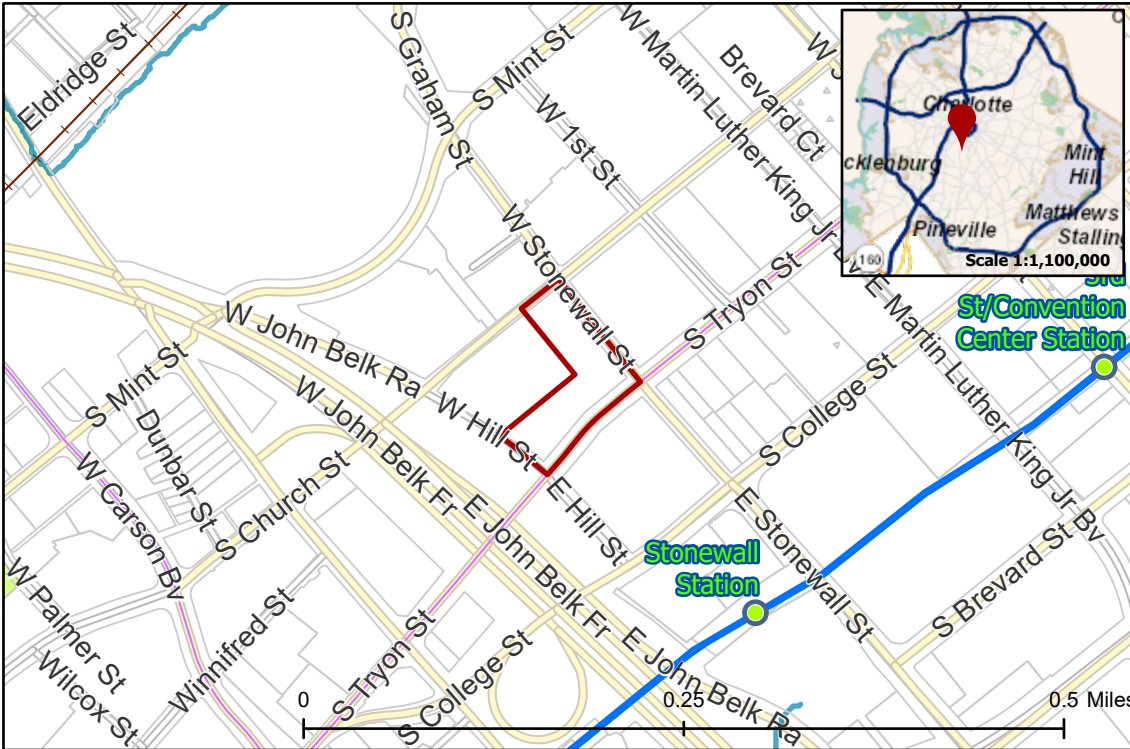 Eldridge St
S Graham St
S Mint St
W Martin Luther King Jr
Brevard Ct
W 1st St
W Stonewall St
S Tryon St
W John Belk Ra
S Mint St
W John Belk Fr
W Hill St
Dunbar St
W Carson Bv
S Church St
E John Belk Fr
E Hill St
S College St
E Martin Luther King Jr Bv
3rd
St/Convention
Center Station
Stonewall
Station
E Stonewall St
S Brevard St
W Palmer St
Wilcox St
Winnifred St
S Tryon St
S College St
E John Belk Ra
0
0.25
0.5 Miles
Charlotte
cklenburg
Mint
Hill
Matthews
Stalling
Pineville
160
Scale 1:1,100,000